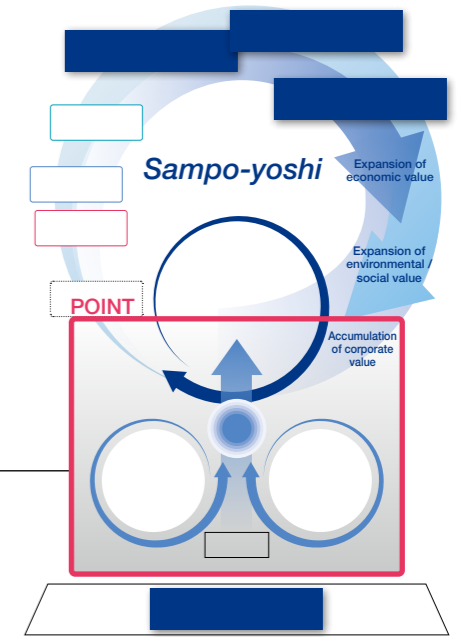 Sampo-yoshi
Expansion of
economic value
Expansion of
environmental /
social value
POINT
Accumulation
of corporate
value